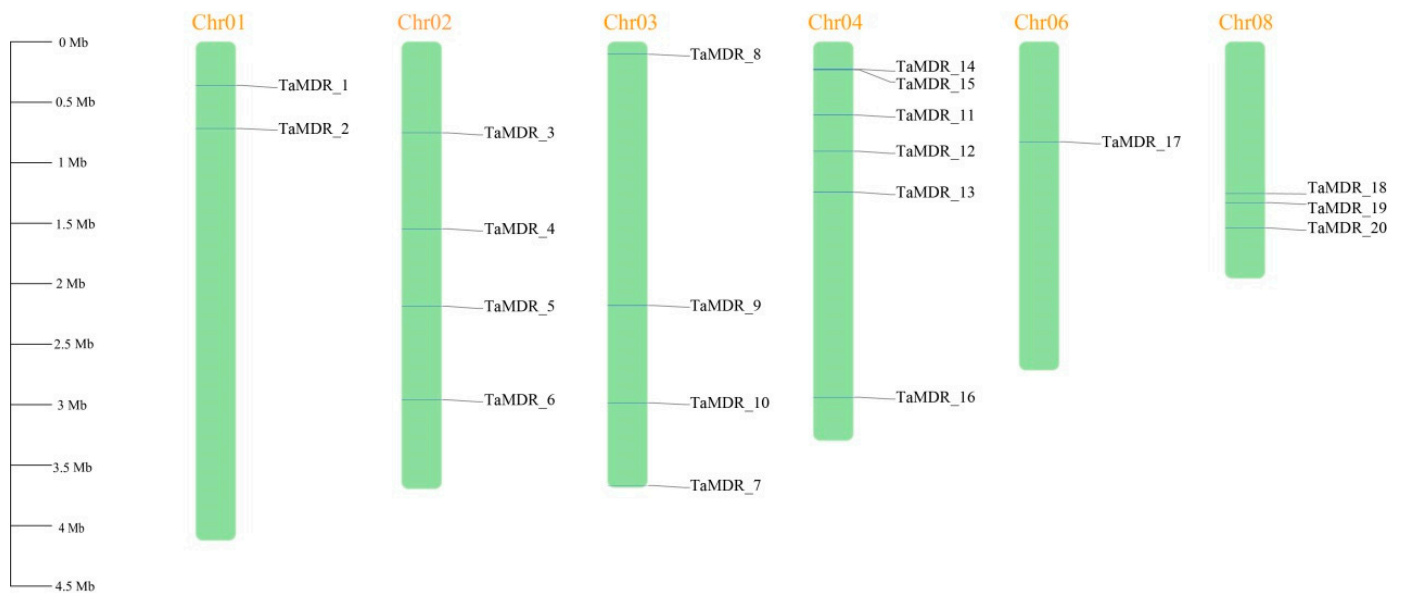 Chr01
Chr02
Chr03
Chr04
Chr06
Chr08
0 Mb
0.5 Mb
1 Mb
1.5 Mb
2 Mb
2.5 Mb
3 Mb
3.5 Mb
4 Mb
4.5 Mb
TaMDR_1
TaMDR_2
TaMDR_3
TaMDR_4
TaMDR_5
TaMDR_6
TaMDR_8
TaMDR_9
TaMDR_10
TaMDR_7
TaMDR_14
TaMDR_15
TaMDR_11
TaMDR_12
TaMDR_13
TaMDR_16
TaMDR_17
TaMDR_18
TaMDR_19
TaMDR_20